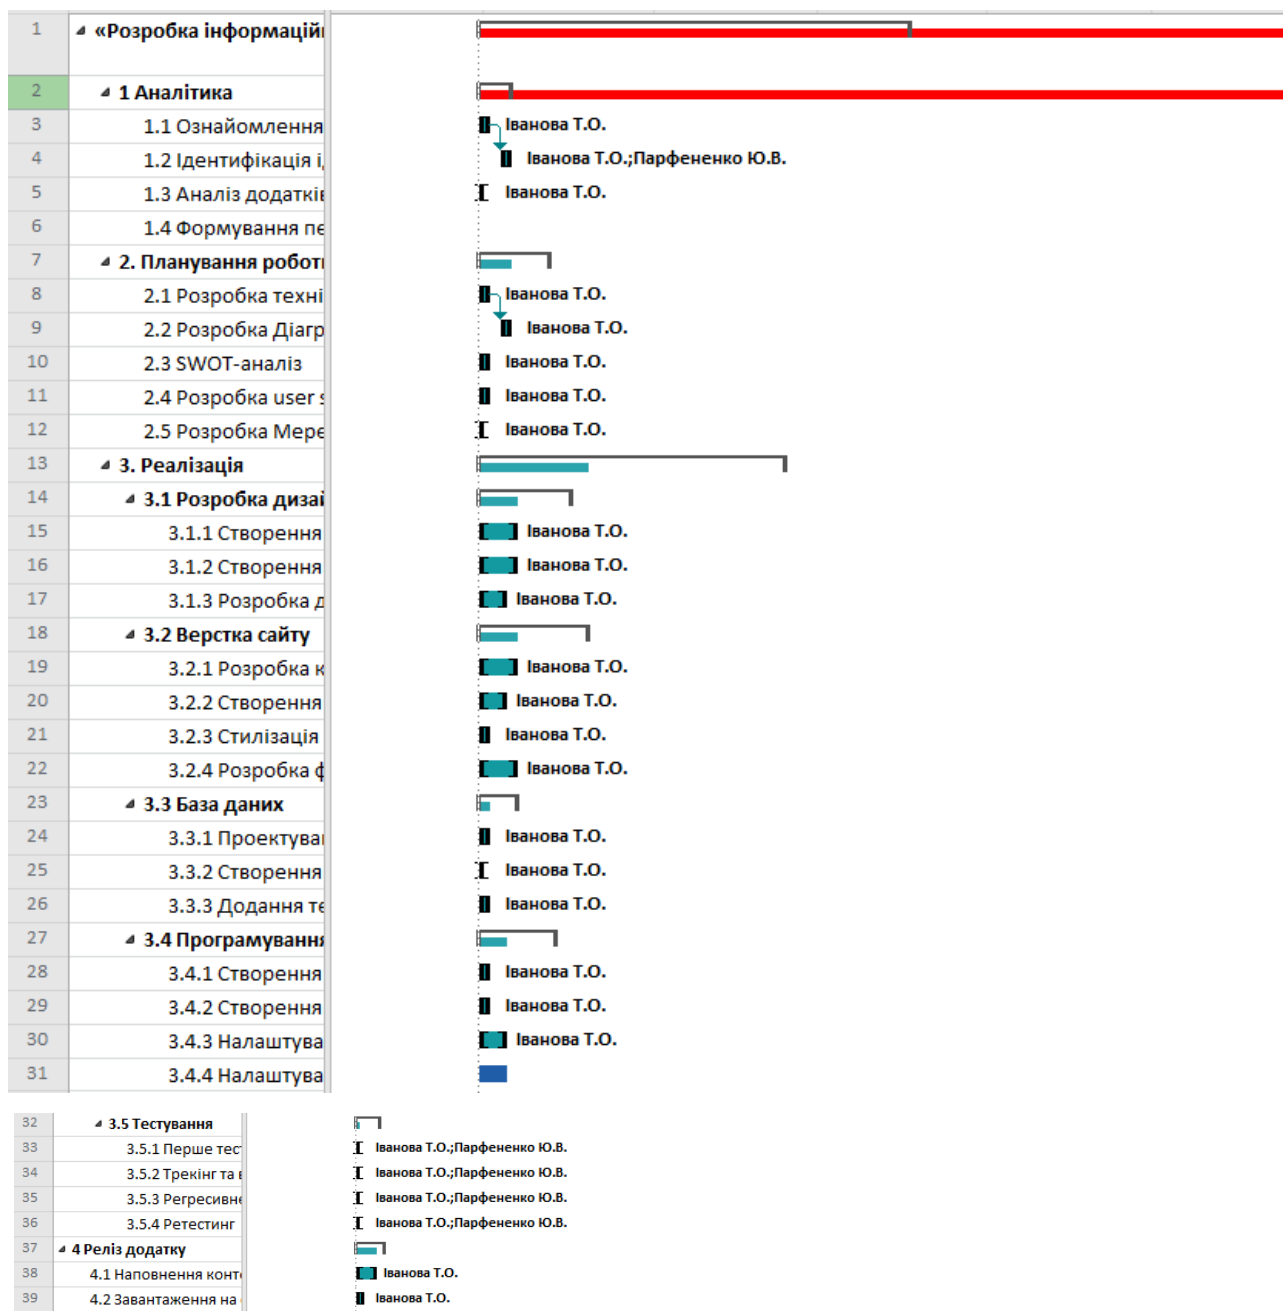 1 «Розробка інформацій
2 1 Аналітика
3 1.1 Ознайомлення Іванова Т.О.
4 1.2 Ідентифікація і Іванова Т.О.;Парфененко Ю.В.
5 1.3 Аналіз додатків Іванова Т.О.
6 1.4 Формування пе
7 2. Планування роботи
8 2.1 Розробка техні Іванова Т.О.
9 2.2 Розробка Діагр Іванова Т.О.
10 2.3 SWOT-аналіз Іванова Т.О.
11 2.4 Розробка user s Іванова Т.О.
12 2.5 Розробка Мере Іванова Т.О.
13 3. Реалізація
14 3.1 Розробка дизай
15 3.1.1 Створення Іванова Т.О.
16 3.1.2 Створення Іванова Т.О.
17 3.1.3 Розробка д Іванова Т.О.
18 3.2 Верстка сайту
19 3.2.1 Розробка к Іванова Т.О.
20 3.2.2 Створення Іванова Т.О.
21 3.2.3 Стилізація Іванова Т.О.
22 3.2.4 Розробка ф Іванова Т.О.
23 3.3 База даних
24 3.3.1 Проектува Іванова Т.О.
25 3.3.2 Створення Іванова Т.О.
26 3.3.3 Додання те Іванова Т.О.
27 3.4 Програмування
28 3.4.1 Створення Іванова Т.О.
29 3.4.2 Створення Іванова Т.О.
30 3.4.3 Налаштува Іванова Т.О.
31 3.4.4 Налаштува
32 3.5 Тестування
33 3.5.1 Перше тес Іванова Т.О.;Парфененко Ю.В.
34 3.5.2 Трекінг та в Іванова Т.О.;Парфененко Ю.В.
35 3.5.3 Регресивне Іванова Т.О.;Парфененко Ю.В.
36 3.5.4 Ретестинг Іванова Т.О.;Парфененко Ю.В.
37 4 Реліз додатку
38 4.1 Наповнення конт Іванова Т.О.
39 4.2 Завантаження на Іванова Т.О.